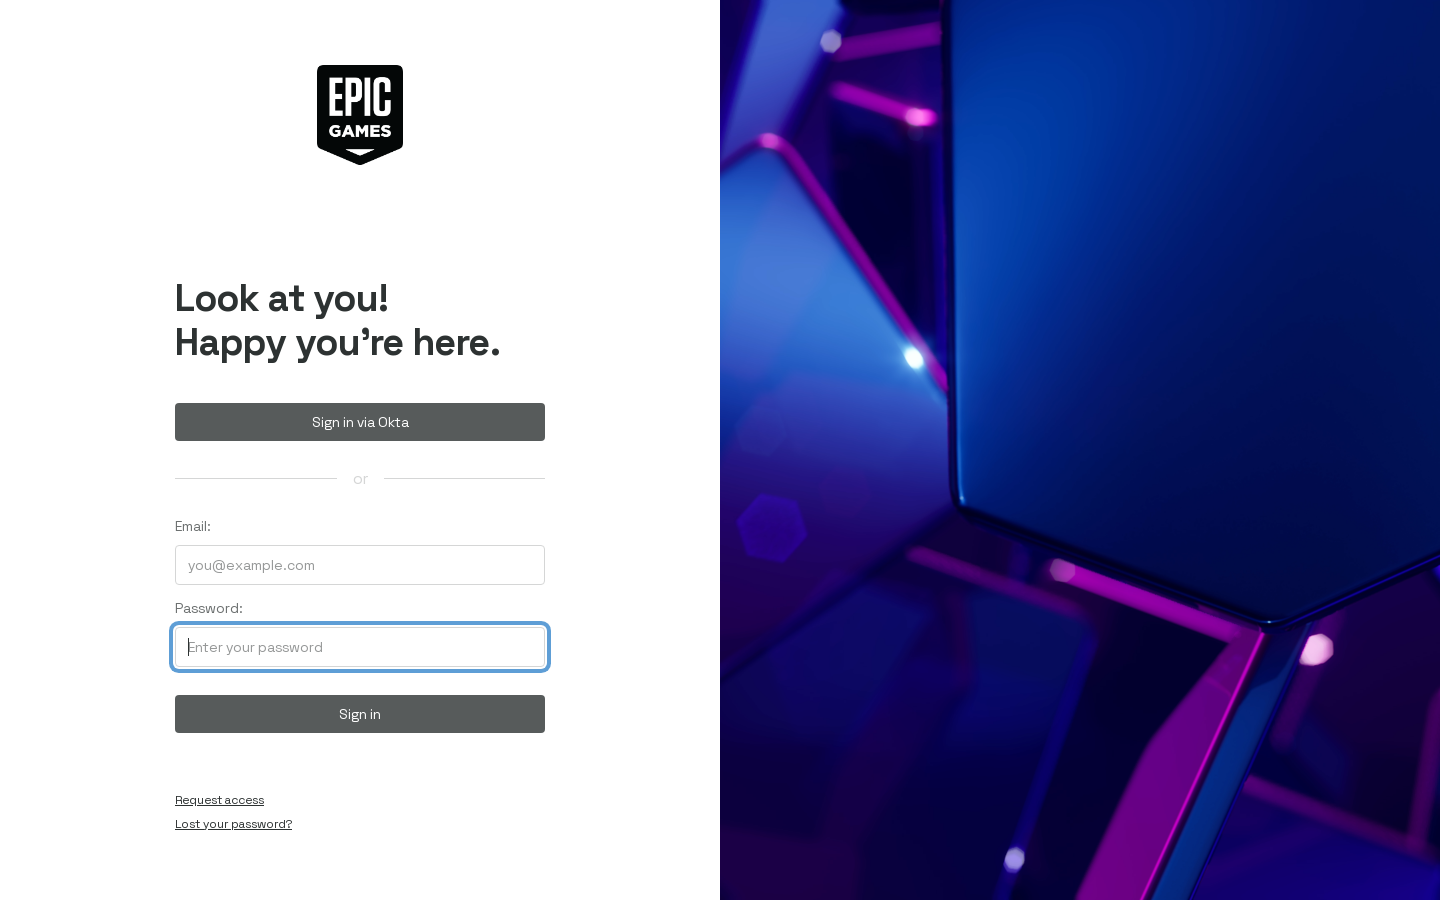 EPIC
GAMES
Look at you!
Happy you’re here.
Sign in via Okta
or
Email:
you@example.com
Password:
Enter your password
Sign in
Request access
Lost your password?